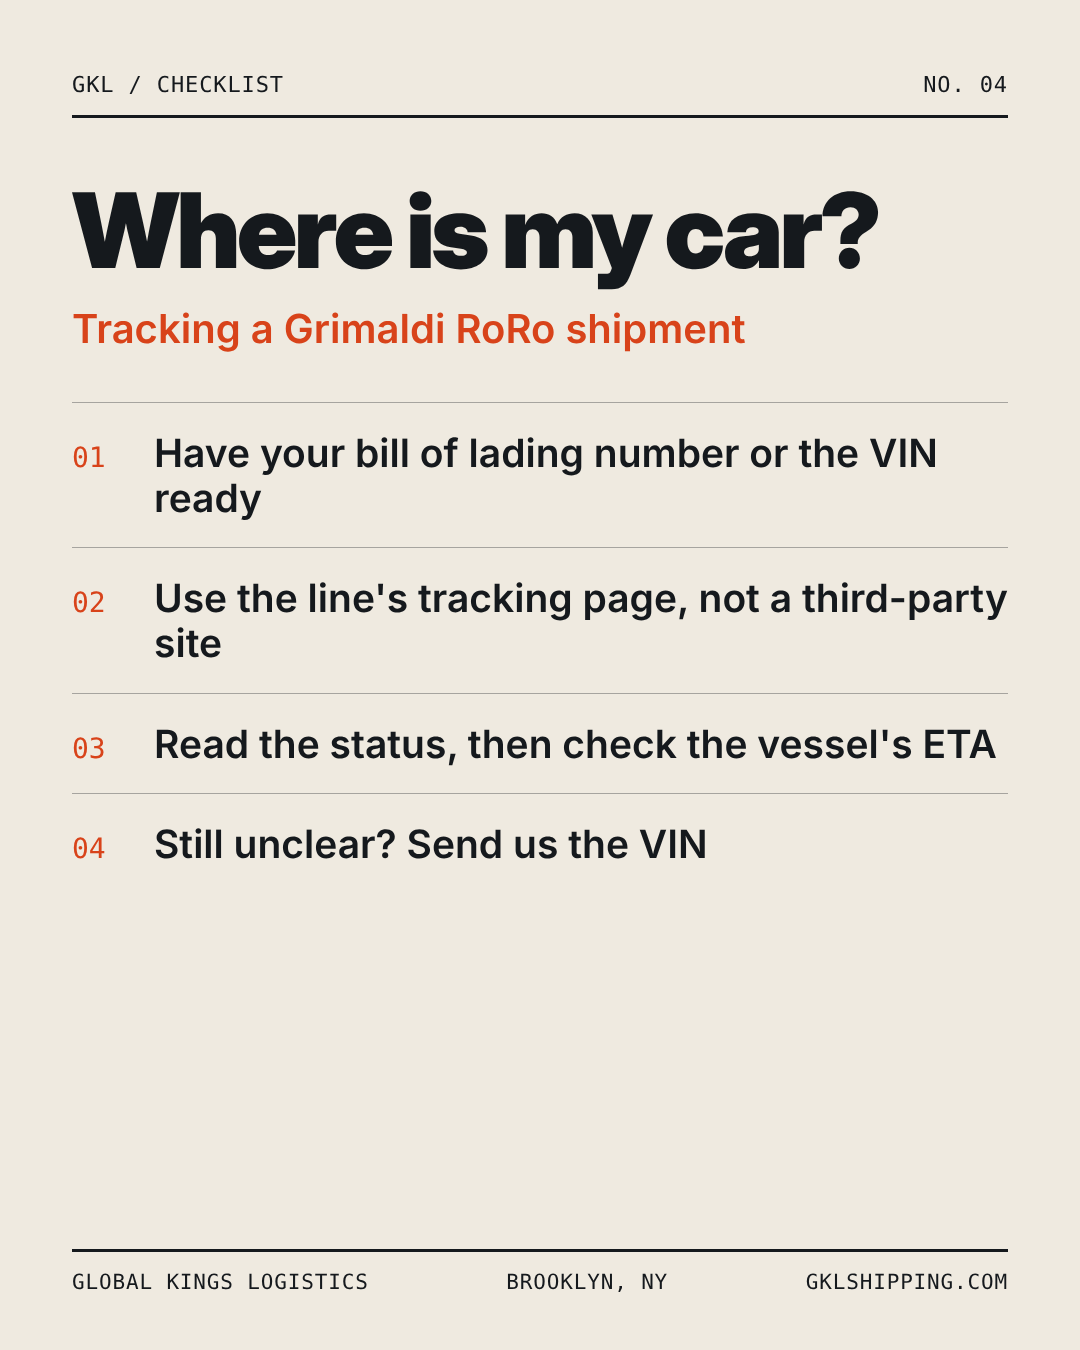 GKL / CHECKLIST NO. 04
Where is my car?
Tracking a Grimaldi RoRo shipment
01 Have your bill of lading number or the VIN
ready
02 Use the line's tracking page, not a third-party
site
03 Read the status, then check the vessel's ETA
04 Still unclear? Send us the VIN
GLOBAL KINGS LOGISTICS BROOKLYN, NY GKLSHIPPING.COM